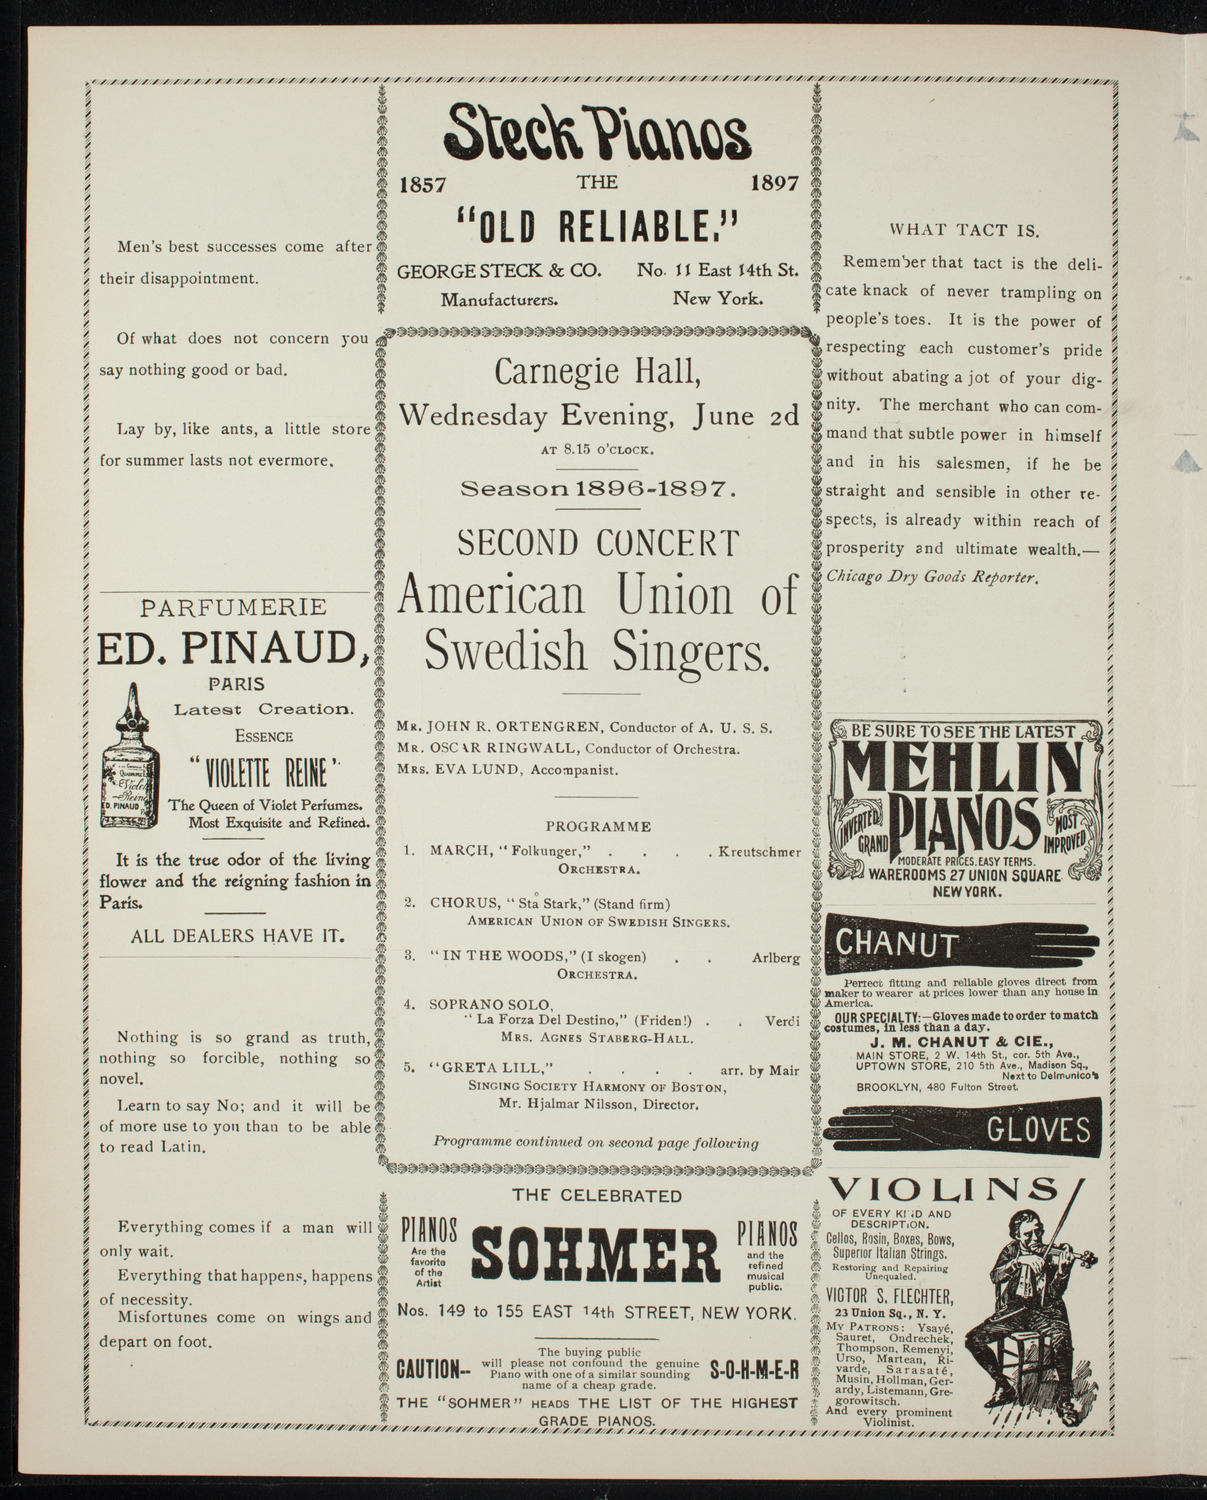 Men's best successes come after
their disappointment.
Of what does not concern you
say nothing good or bad.
Lay by, like ants, a little store
for summer lasts not evermore.
PARFUMERIE
ED. PINAUD,
PARIS
Latest Creation.
ESSENCE
"VIOLETTE REINE"
The Queen of Violet Perfumes.
Most Exquisite and Refined.
It is the true odor of the living
flower and the reigning fashion in
Paris.
ALL DEALERS HAVE IT.
Nothing is so grand as truth,
nothing so forcible, nothing so
novel.
Learn to say No; and it will be
of more use to you than to be able
to read Latin.
Everything comes if a man will
only wait.
Everything that happens, happens
of necessity.
Misfortunes come on wings and
depart on foot.
Steck Pianos
1857 THE 1897
"OLD RELIABLE."
GEORGE STECK & CO. No. 11 East 14th St.
Manufacturers. New York.
Carnegie Hall,
Wednesday Evening, June 2d
AT 8.15 O'CLOCK.
Season 1896-1897.
SECOND CONCERT
American Union of
Swedish Singers.
MR. JOHN R. ORTENGREN, Conductor of A. U. S. S.
MR. OSCAR RINGWALL, Conductor of Orchestra.
MRS. EVA LUND, Accompanist.
PROGRAMME
1. MARCH, "Folkunger," . . . . Kreutschmer
ORCHESTRA.
2. CHORUS, "Stå Stark," (Stand firm)
AMERICAN UNION OF SWEDISH SINGERS.
3. "IN THE WOODS," (I skogen) . . Arlberg
ORCHESTRA.
4. SOPRANO SOLO,
"La Forza Del Destino," (Friden!) . . Verdi
MRS. AGNES STABERG-HALL.
5. "GRETA LILL," . . . . arr. by Mair
SINGING SOCIETY HARMONY OF BOSTON,
Mr. Hjalmar Nilsson, Director.
Programme continued on second page following
THE CELEBRATED
PIANOS
Are the
favorite
of the
Artist
SOHMER
PIANOS
and the
refined
musical
public.
Nos. 149 to 155 EAST 14th STREET, NEW YORK.
CAUTION--
The buying public
will please not confound the genuine
Piano with one of a similar sounding
name of a cheap grade.
S-O-H-M-E-R
THE "SOHMER" HEADS THE LIST OF THE HIGHEST
GRADE PIANOS.
WHAT TACT IS.
Remember that tact is the deli-
cate knack of never trampling on
people's toes. It is the power of
respecting each customer's pride
without abating a jot of your dig-
nity. The merchant who can com-
mand that subtle power in himself
and in his salesmen, if he be
straight and sensible in other re-
spects, is already within reach of
prosperity and ultimate wealth.—
Chicago Dry Goods Reporter.
BE SURE TO SEE THE LATEST
MEHLIN
INVERTED
GRAND
PIANOS
MOST
IMPROVED
MODERATE PRICES. EASY TERMS.
WAREROOMS 27 UNION SQUARE
NEW YORK.
CHANUT
Perfect fitting and reliable gloves direct from
maker to wearer at prices lower than any house in
America.
OUR SPECIALTY:—Gloves made to order to match
costumes, in less than a day.
J. M. CHANUT & CIE.,
MAIN STORE, 2 W. 14th St., cor. 5th Ave.,
UPTOWN STORE, 210 5th Ave., Madison Sq.,
Next to Delmonico's
BROOKLYN, 480 Fulton Street.
GLOVES
VIOLINS
OF EVERY KIND AND
DESCRIPTION.
Cellos, Rosin, Boxes, Bows,
Superior Italian Strings.
Restoring and Repairing
Unequaled.
VICTOR S. FLECHTER,
23 Union Sq., N. Y.
MY PATRONS: Ysayé,
Sauret, Ondrechek,
Thompson, Remenyi,
Urso, Martean, Ri-
varde, Sarasaté,
Musin, Hollman, Ger-
ardy, Listemann, Gre-
gorowitsch.
And every prominent
Violinist.
ED. PINAUD